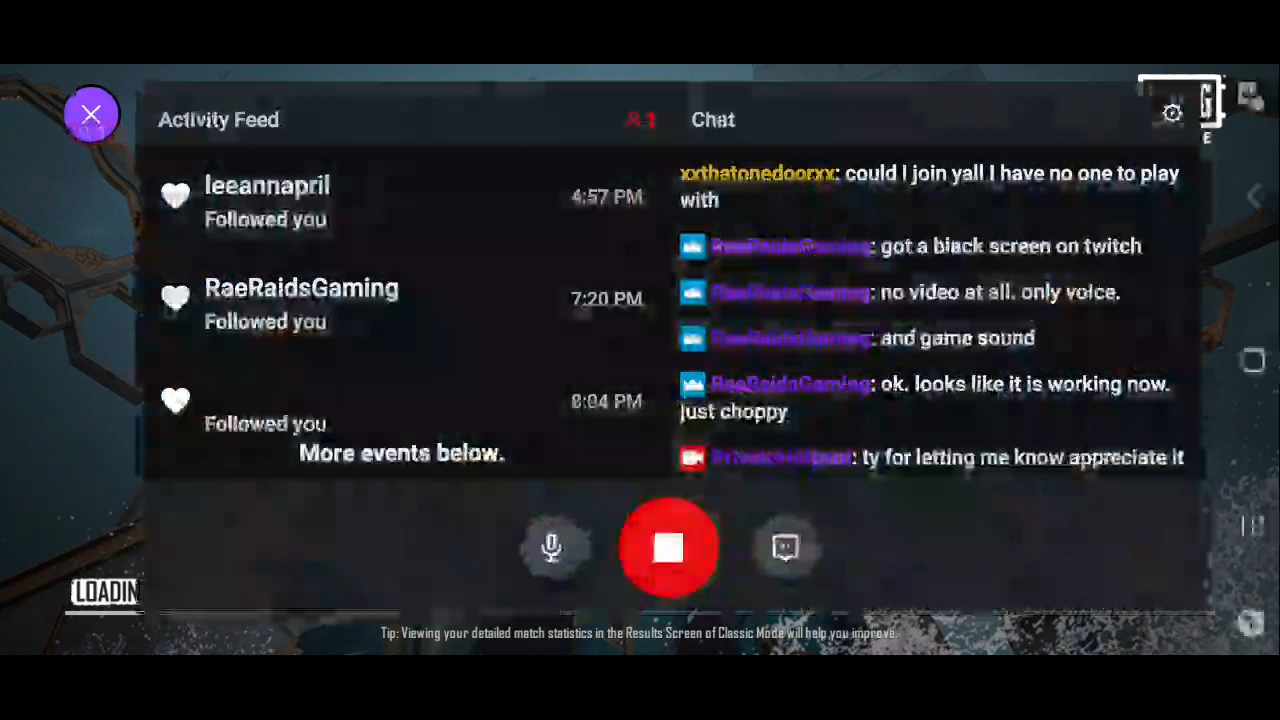 Activity Feed
1
Chat
leeannapril
Followed you
4:57 PM
RaeRaidsGaming
Followed you
7:20 PM
Followed you
8:04 PM
More events below.
xxthatonedoorxx: could I join yall I have no one to play
with
RaeRaidsGaming: got a black screen on twitch
RaeRaidsGaming: no video at all. only voice.
RaeRaidsGaming: and game sound
RaeRaidsGaming: ok. looks like it is working now.
just choppy
: ty for letting me know appreciate it
LOADIN
Tip: Viewing your detailed match statistics in the Results Screen of Classic Mode will help you improve.